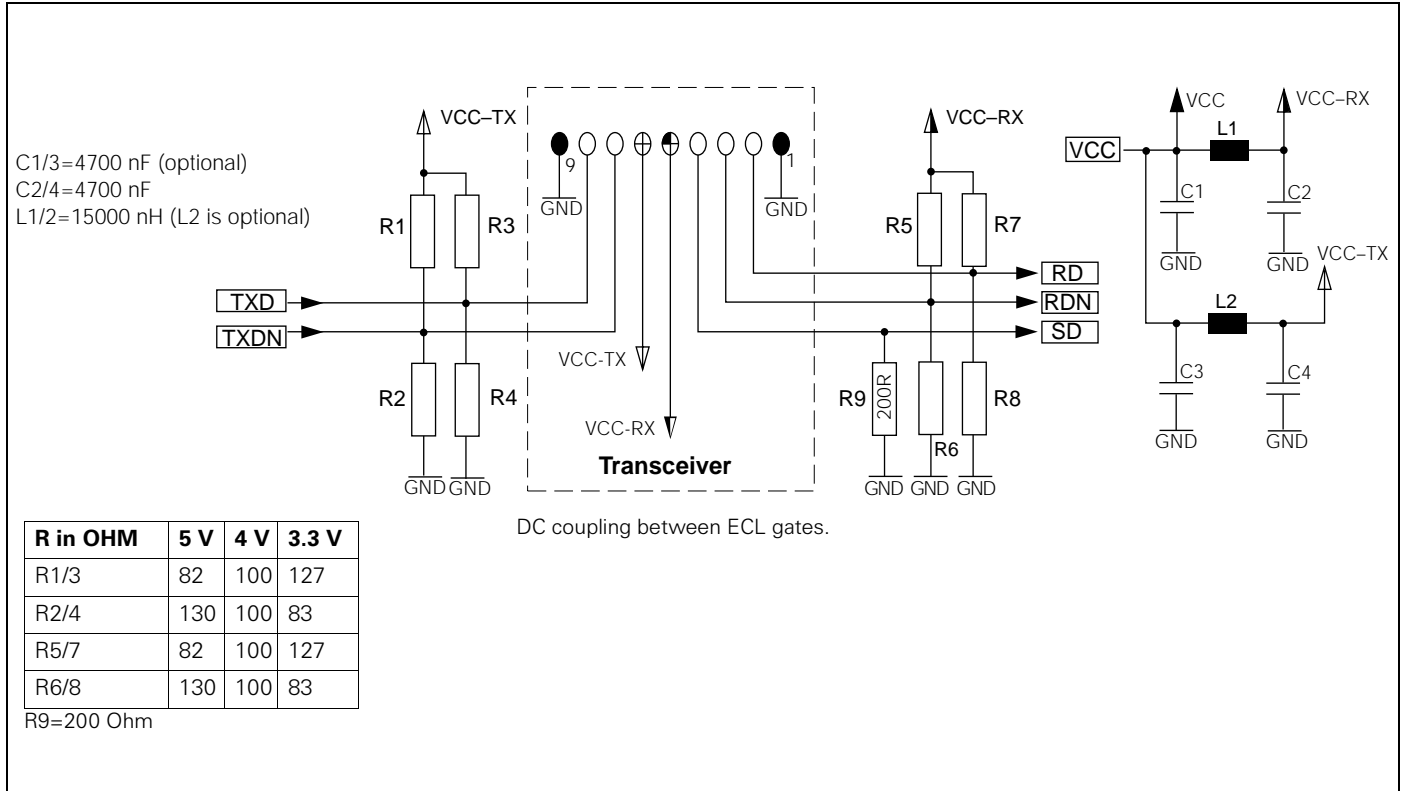 C1/3=4700 nF (optional)
C2/4=4700 nF
L1/2=15000 nH (L2 is optional)
VCC–TX
R1
R3
TXD
TXDN
R2
R4
GND
GND
9
1
GND
GND
VCC-TX
VCC-RX
Transceiver
DC coupling between ECL gates.
VCC–RX
R5
R7
RD
RDN
SD
R9
200R
R6
R8
GND
GND
GND
VCC
VCC
L1
VCC–RX
C1
C2
GND
GND
VCC–TX
L2
C3
C4
GND
GND
R in OHM 5 V 4 V 3.3 V
R1/3 82 100 127
R2/4 130 100 83
R5/7 82 100 127
R6/8 130 100 83
R9=200 Ohm